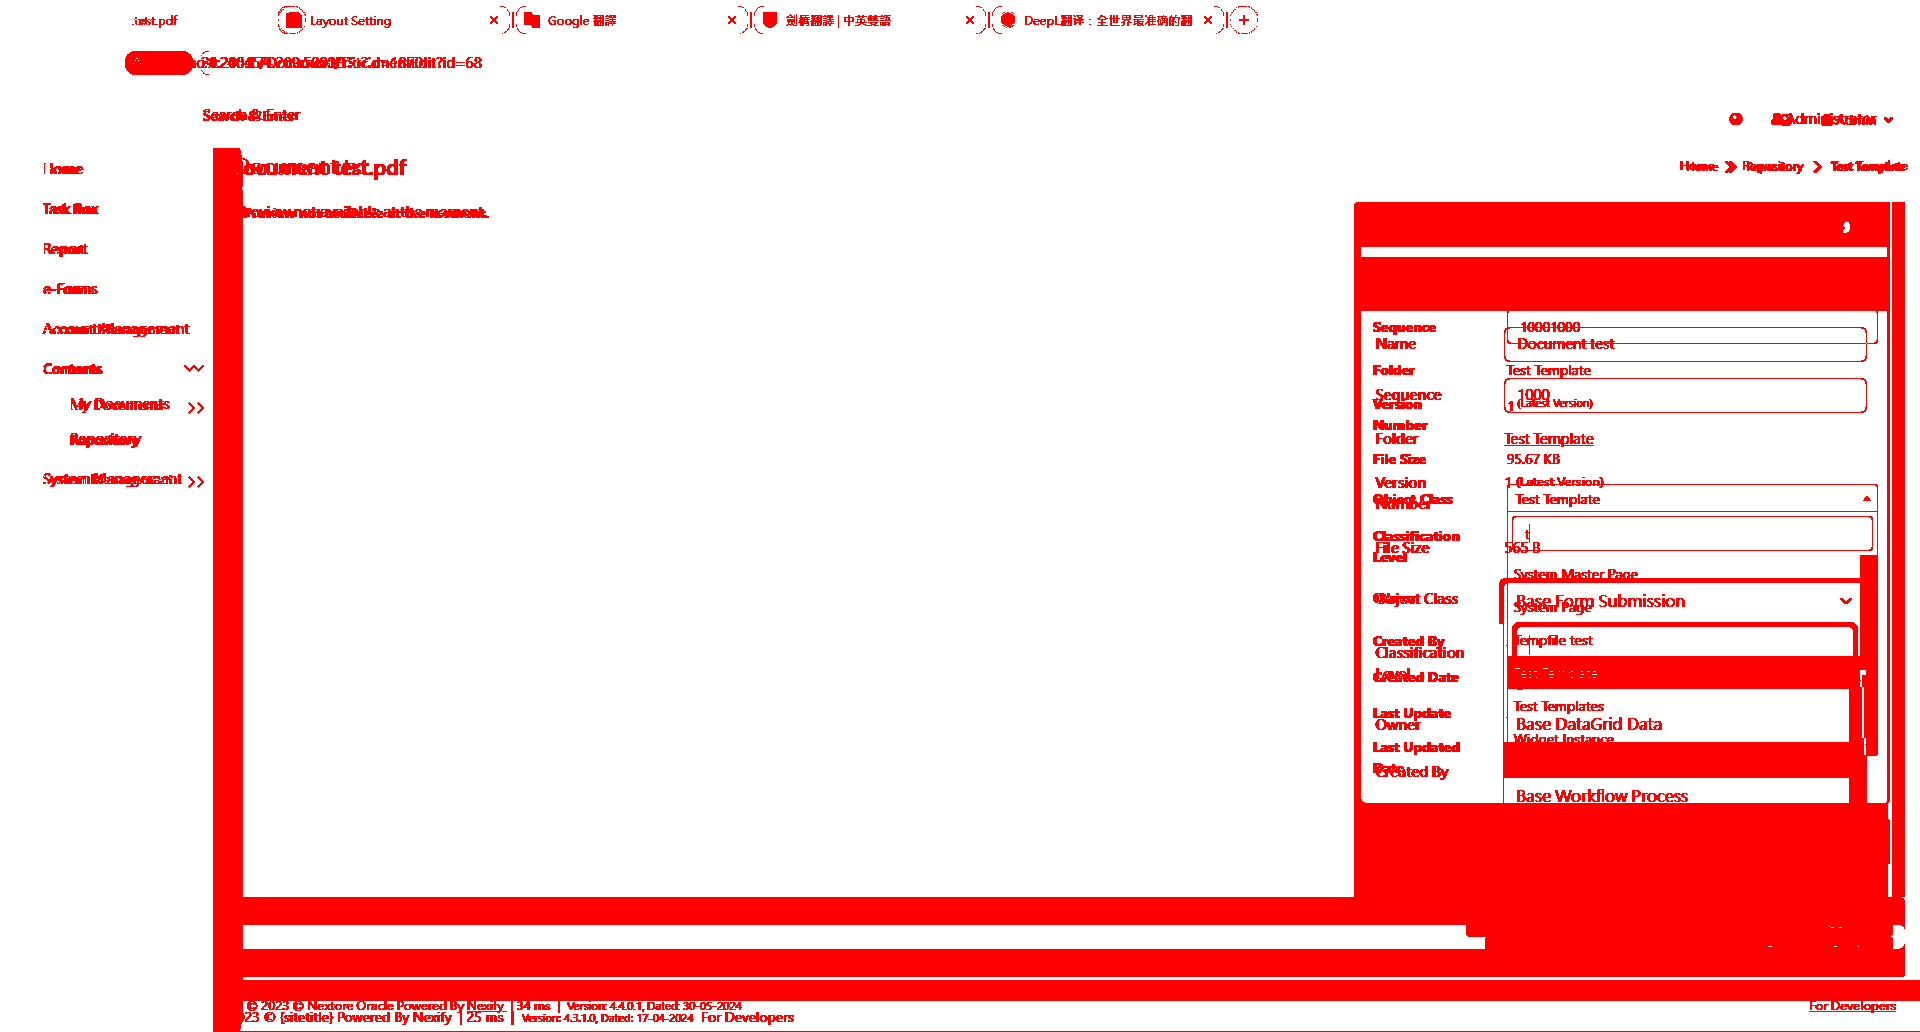 .test.pdf
Layout Setting
Google 翻譯
劍橋翻譯 | 中英雙語
DeepL翻译：全世界最准确的翻
Search & Enter
Administrator
Home
Document test.pdf
Home
Repository
Test Template
Task Box
Preview not available at the moment.
Report
e-Forms
Account Management
Contents
My Documents
Repository
System Management
Sequence
10001000
Name
Document test
Folder
Test Template
Sequence
1000
Version
1 (Latest Version)
Number
Folder
Test Template
File Size
95.67 KB
Version
1 (Latest Version)
Object Class
Test Template
Number
t
Classification
File Size
565 B
Level
System Master Page
Object Class
Base Form Submission
System Page
Created By
Tempfile test
Classification
Level
Created Date
Test Templates
Last Update
Owner
Base DataGrid Data
Widget Instance
Last Updated
Date
Created By
Base Workflow Process
© 2023 © Nextore Oracle Powered By Nexify | 34 ms | Version: 4.4.0.1, Dated: 30-05-2024
For Developers
23 © {sitetitle} Powered By Nexify | 25 ms | Version: 4.3.1.0, Dated: 17-04-2024 For Developers